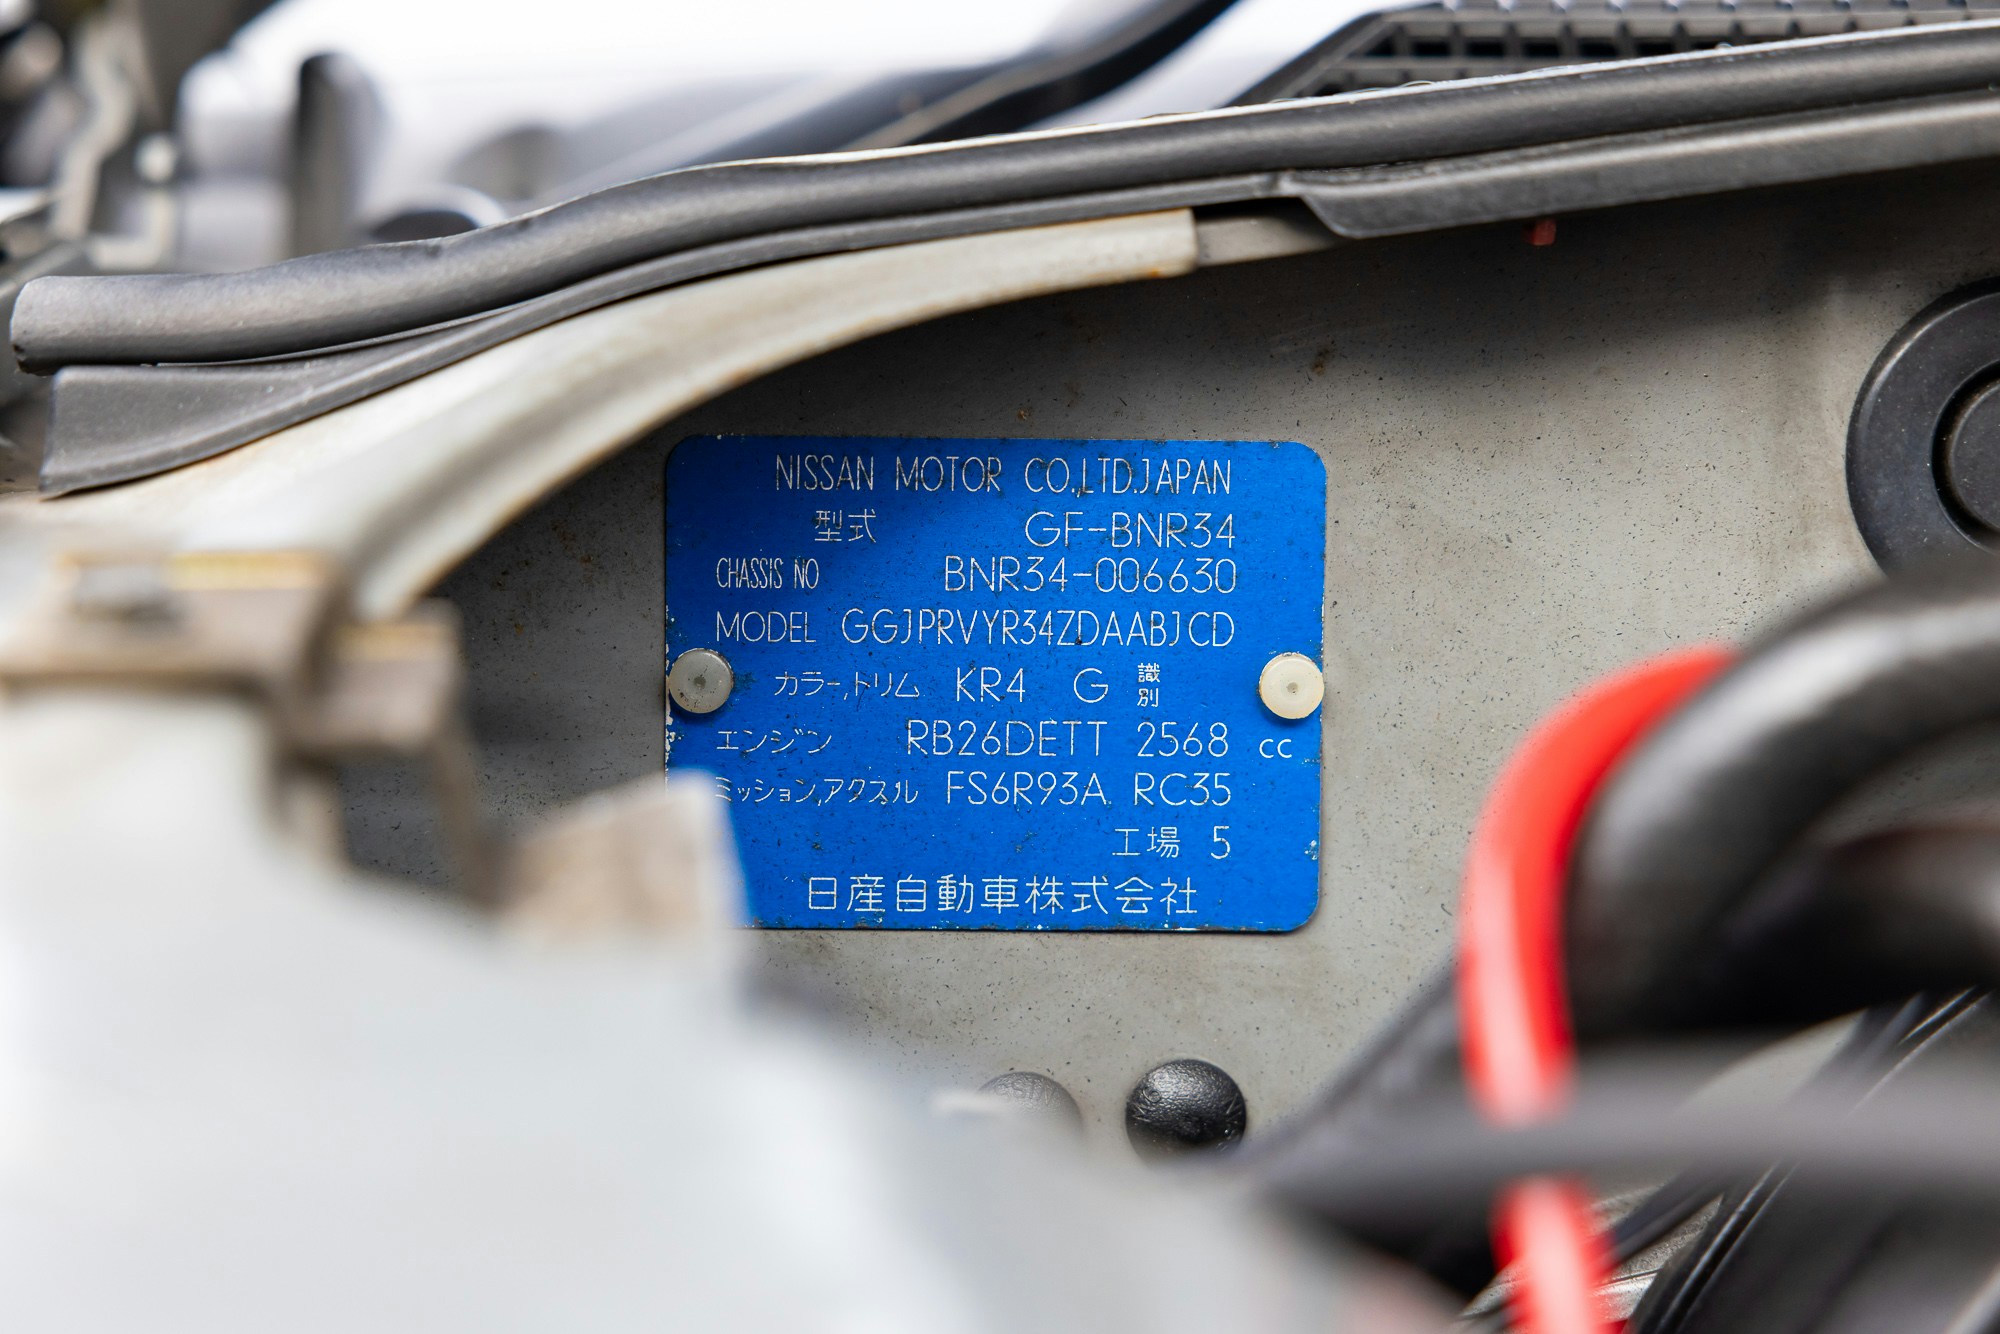 NISSAN MOTOR CO.,LTD.JAPAN
型式 GF-BNR34
CHASSIS NO BNR34-006630
MODEL GGJPRVYR34ZDAABJCD
カラー,トリム KR4 G 識別
エンジン RB26DETT 2568 cc
ミッション,アクスル FS6R93A RC35
工場 5
日産自動車株式会社